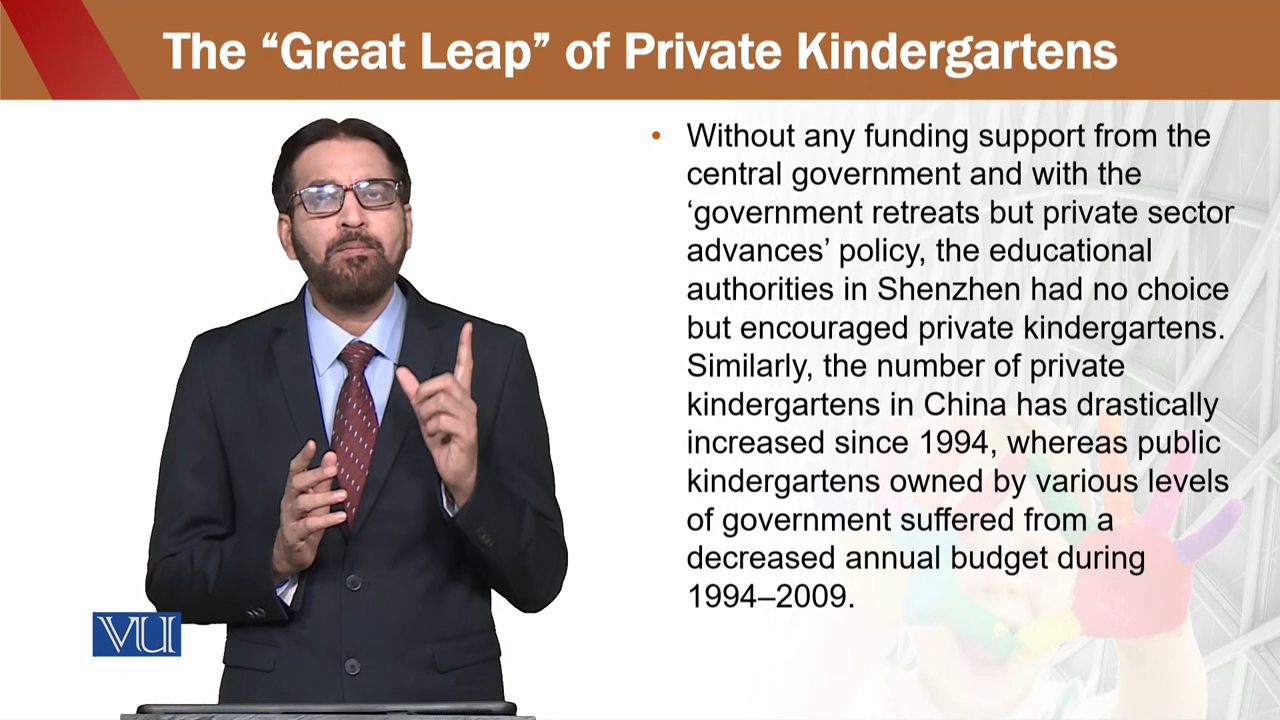 The “Great Leap” of Private Kindergartens
• Without any funding support from the
central government and with the
‘government retreats but private sector
advances’ policy, the educational
authorities in Shenzhen had no choice
but encouraged private kindergartens.
Similarly, the number of private
kindergartens in China has drastically
increased since 1994, whereas public
kindergartens owned by various levels
of government suffered from a
decreased annual budget during
1994–2009.
VU